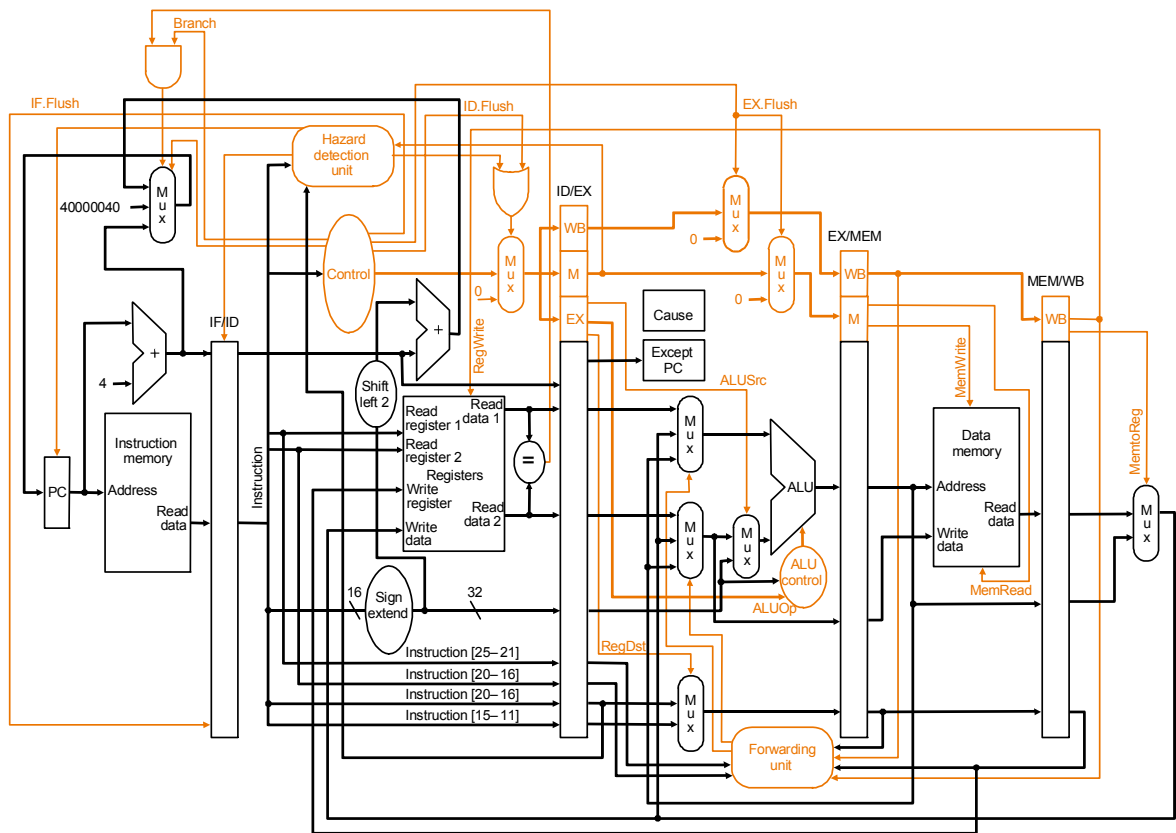 Branch
IF.Flush
ID.Flush
EX.Flush
Hazard
detection
unit
M
u
x
40000040
ID/EX
WB
M
EX
M
u
x
0
M
u
x
0
M
u
x
0
Control
EX/MEM
WB
M
MEM/WB
WB
IF/ID
+
4
+
Shift
left 2
RegWrite
Cause
Except
PC
ALUSrc
MemWrite
MemtoReg
Instruction
memory
Address
Read
data
PC
Instruction
Read
register 1
Read
register 2
Registers
Write
register
Write
data
Read
data 1
Read
data 2
=
M
u
x
M
u
x
M
u
x
ALU
ALU
control
ALUOp
Data
memory
Address
Read
data
Write
data
MemRead
M
u
x
16
Sign
extend
32
RegDst
Instruction [25–21]
Instruction [20–16]
Instruction [20–16]
Instruction [15–11]
M
u
x
Forwarding
unit